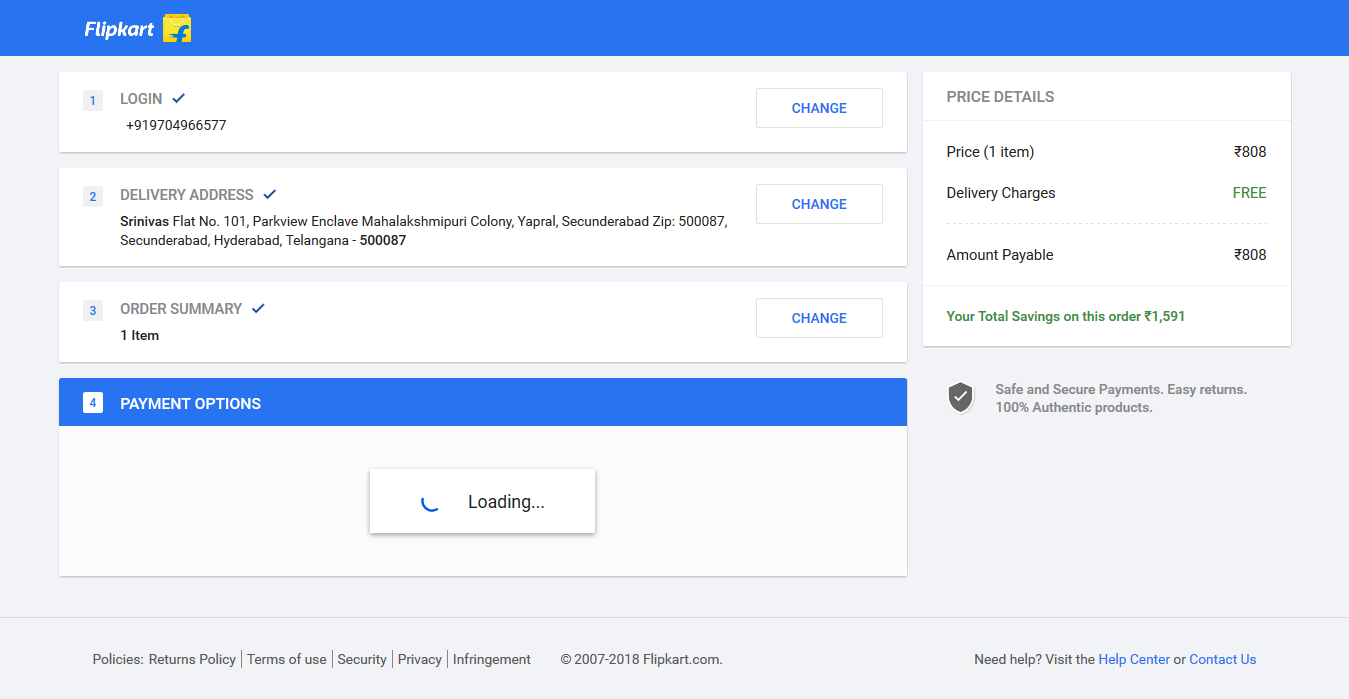 Flipkart
1 LOGIN
+919704966577
CHANGE
2 DELIVERY ADDRESS
Srinivas Flat No. 101, Parkview Enclave Mahalakshmipuri Colony, Yapral, Secunderabad Zip: 500087,
Secunderabad, Hyderabad, Telangana - 500087
CHANGE
3 ORDER SUMMARY
1 Item
CHANGE
4 PAYMENT OPTIONS
Loading...
PRICE DETAILS
Price (1 item) ₹808
Delivery Charges FREE
Amount Payable ₹808
Your Total Savings on this order ₹1,591
Safe and Secure Payments. Easy returns.
100% Authentic products.
Policies: Returns Policy Terms of use Security Privacy Infringement © 2007-2018 Flipkart.com. Need help? Visit the Help Center or Contact Us